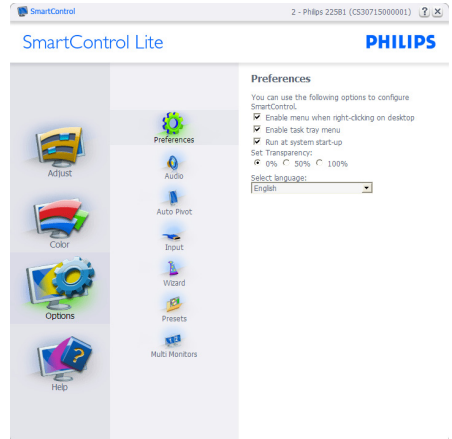 SmartControl
2 - Philips 225B1 (CS30715000001)
? X
SmartControl Lite
PHILIPS
Adjust
Color
Options
Help
Preferences
Audio
Auto Pivot
Input
Wizard
Presets
Multi Monitors
Preferences
You can use the following options to configure
SmartControl.
Enable menu when right-clicking on desktop
Enable task tray menu
Run at system start-up
Set Transparency:
0% 50% 100%
Select language:
English